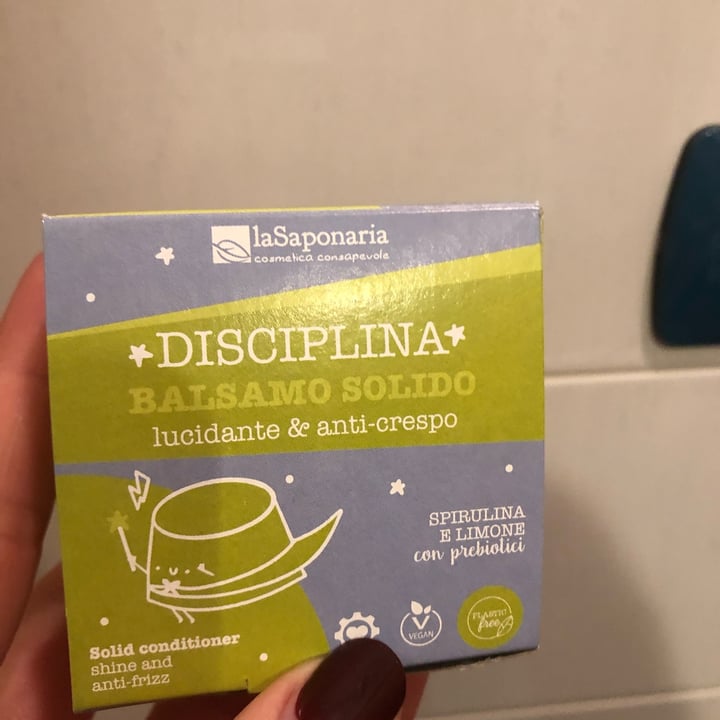 laSaponaria
cosmetica consapevole
DISCIPLINA
BALSAMO SOLIDO
lucidante & anti-crespo
SPIRULINA
E LIMONE
con prebiotici
VEGAN
PLASTIC
free
Solid conditioner
shine and
anti-frizz